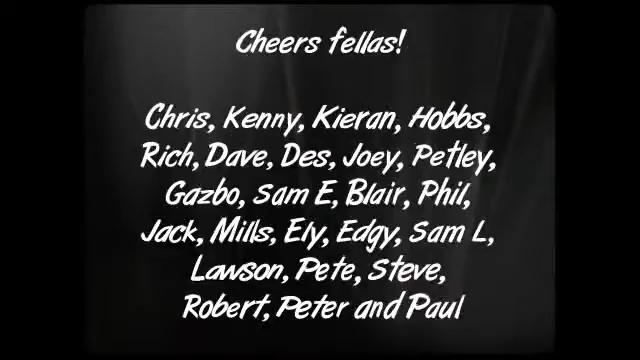 Cheers fellas!
Chris, Kenny, Kieran, Hobbs,
Rich, Dave, Des, Joey, Petley,
Gazbo, Sam E, Blair, Phil,
Jack, Mills, Ely, Edgy, Sam L,
Lawson, Pete, Steve,
Robert, Peter and Paul